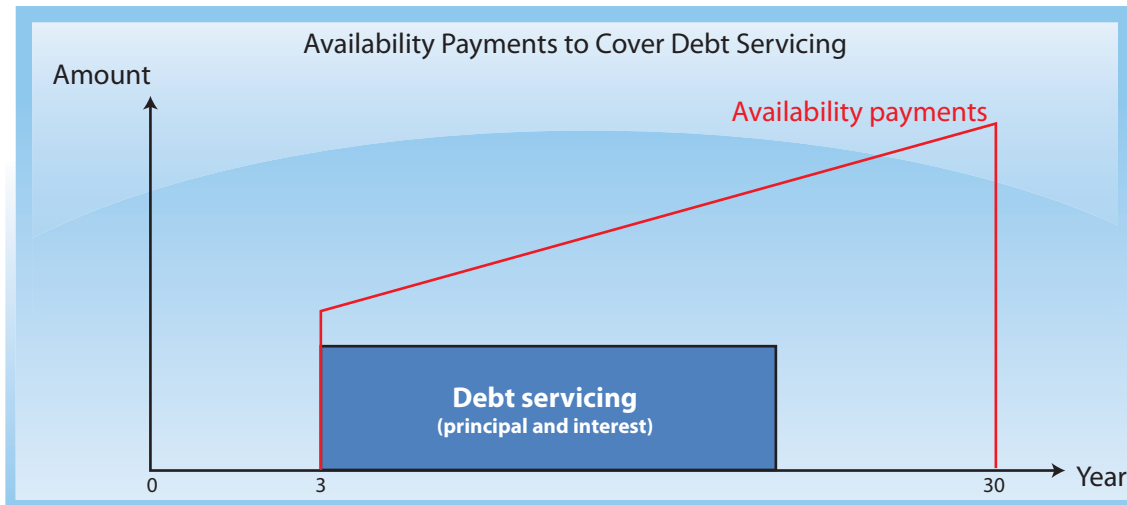 Availability Payments to Cover Debt Servicing
Amount
Availability payments
Debt servicing
(principal and interest)
0
3
30
Year